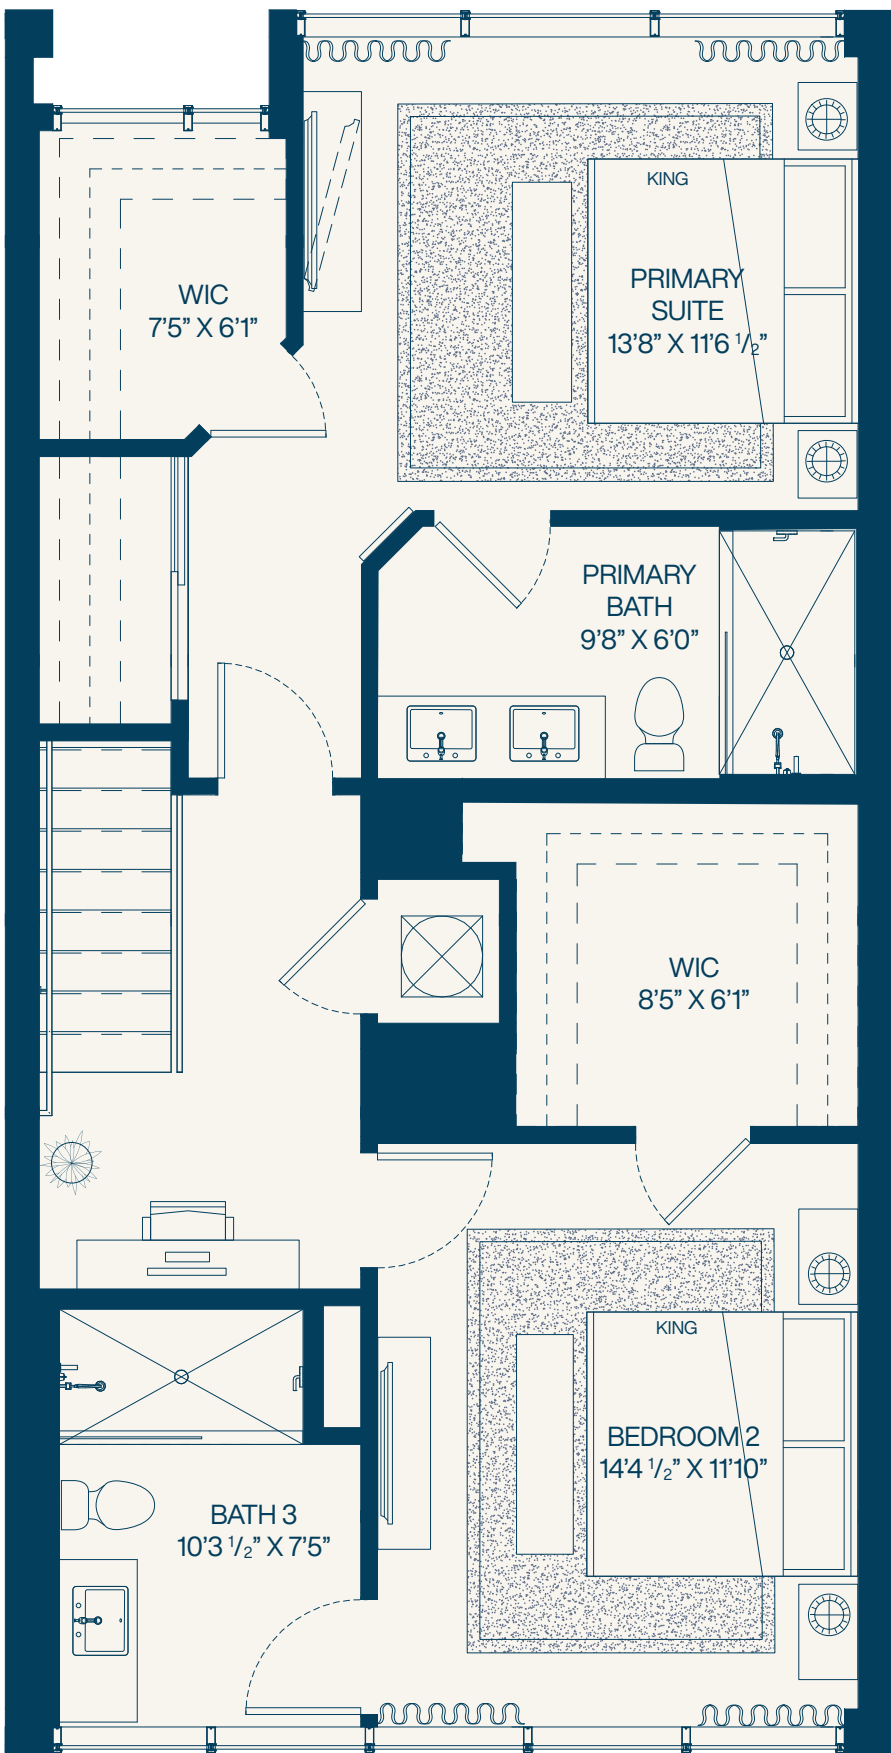 KING
PRIMARY
SUITE
13’8” X 11’6 1/2”
WIC
7’5” X 6’1”
PRIMARY
BATH
9’8” X 6’0”
WIC
8’5” X 6’1”
KING
BEDROOM 2
14’4 1/2” X 11’10”
BATH 3
10’3 1/2” X 7’5”